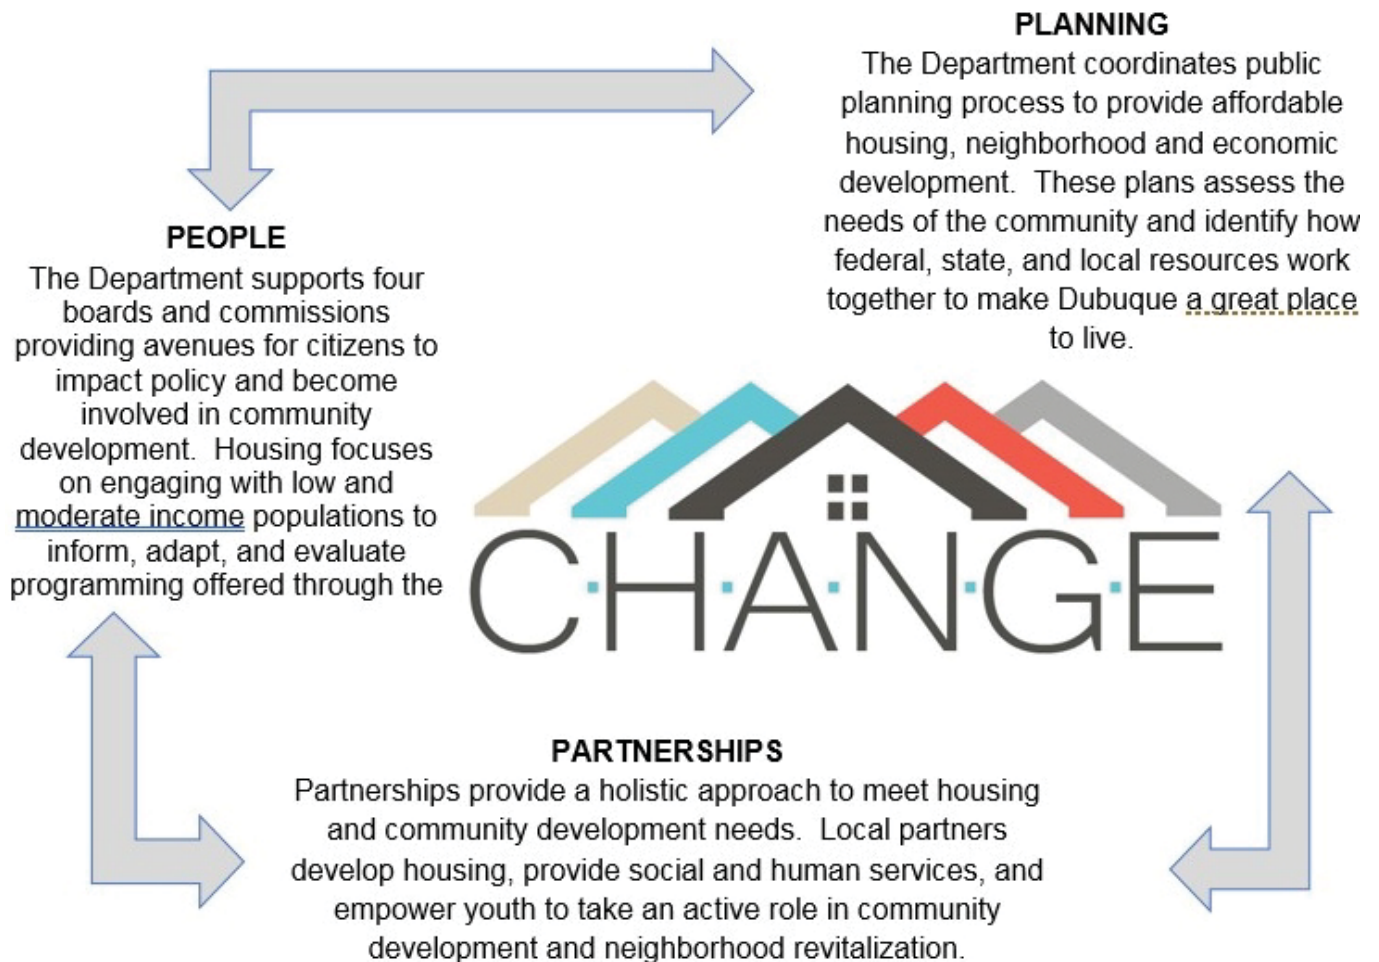 PLANNING
The Department coordinates public
planning process to provide affordable
housing, neighborhood and economic
development.  These plans assess the
needs of the community and identify how
federal, state, and local resources work
together to make Dubuque a great place
to live.
PEOPLE
The Department supports four
boards and commissions
providing avenues for citizens to
impact policy and become
involved in community
development.  Housing focuses
on engaging with low and
moderate income populations to
inform, adapt, and evaluate
programming offered through the
C·H·A·N·G·E
PARTNERSHIPS
Partnerships provide a holistic approach to meet housing
and community development needs.  Local partners
develop housing, provide social and human services, and
empower youth to take an active role in community
development and neighborhood revitalization.